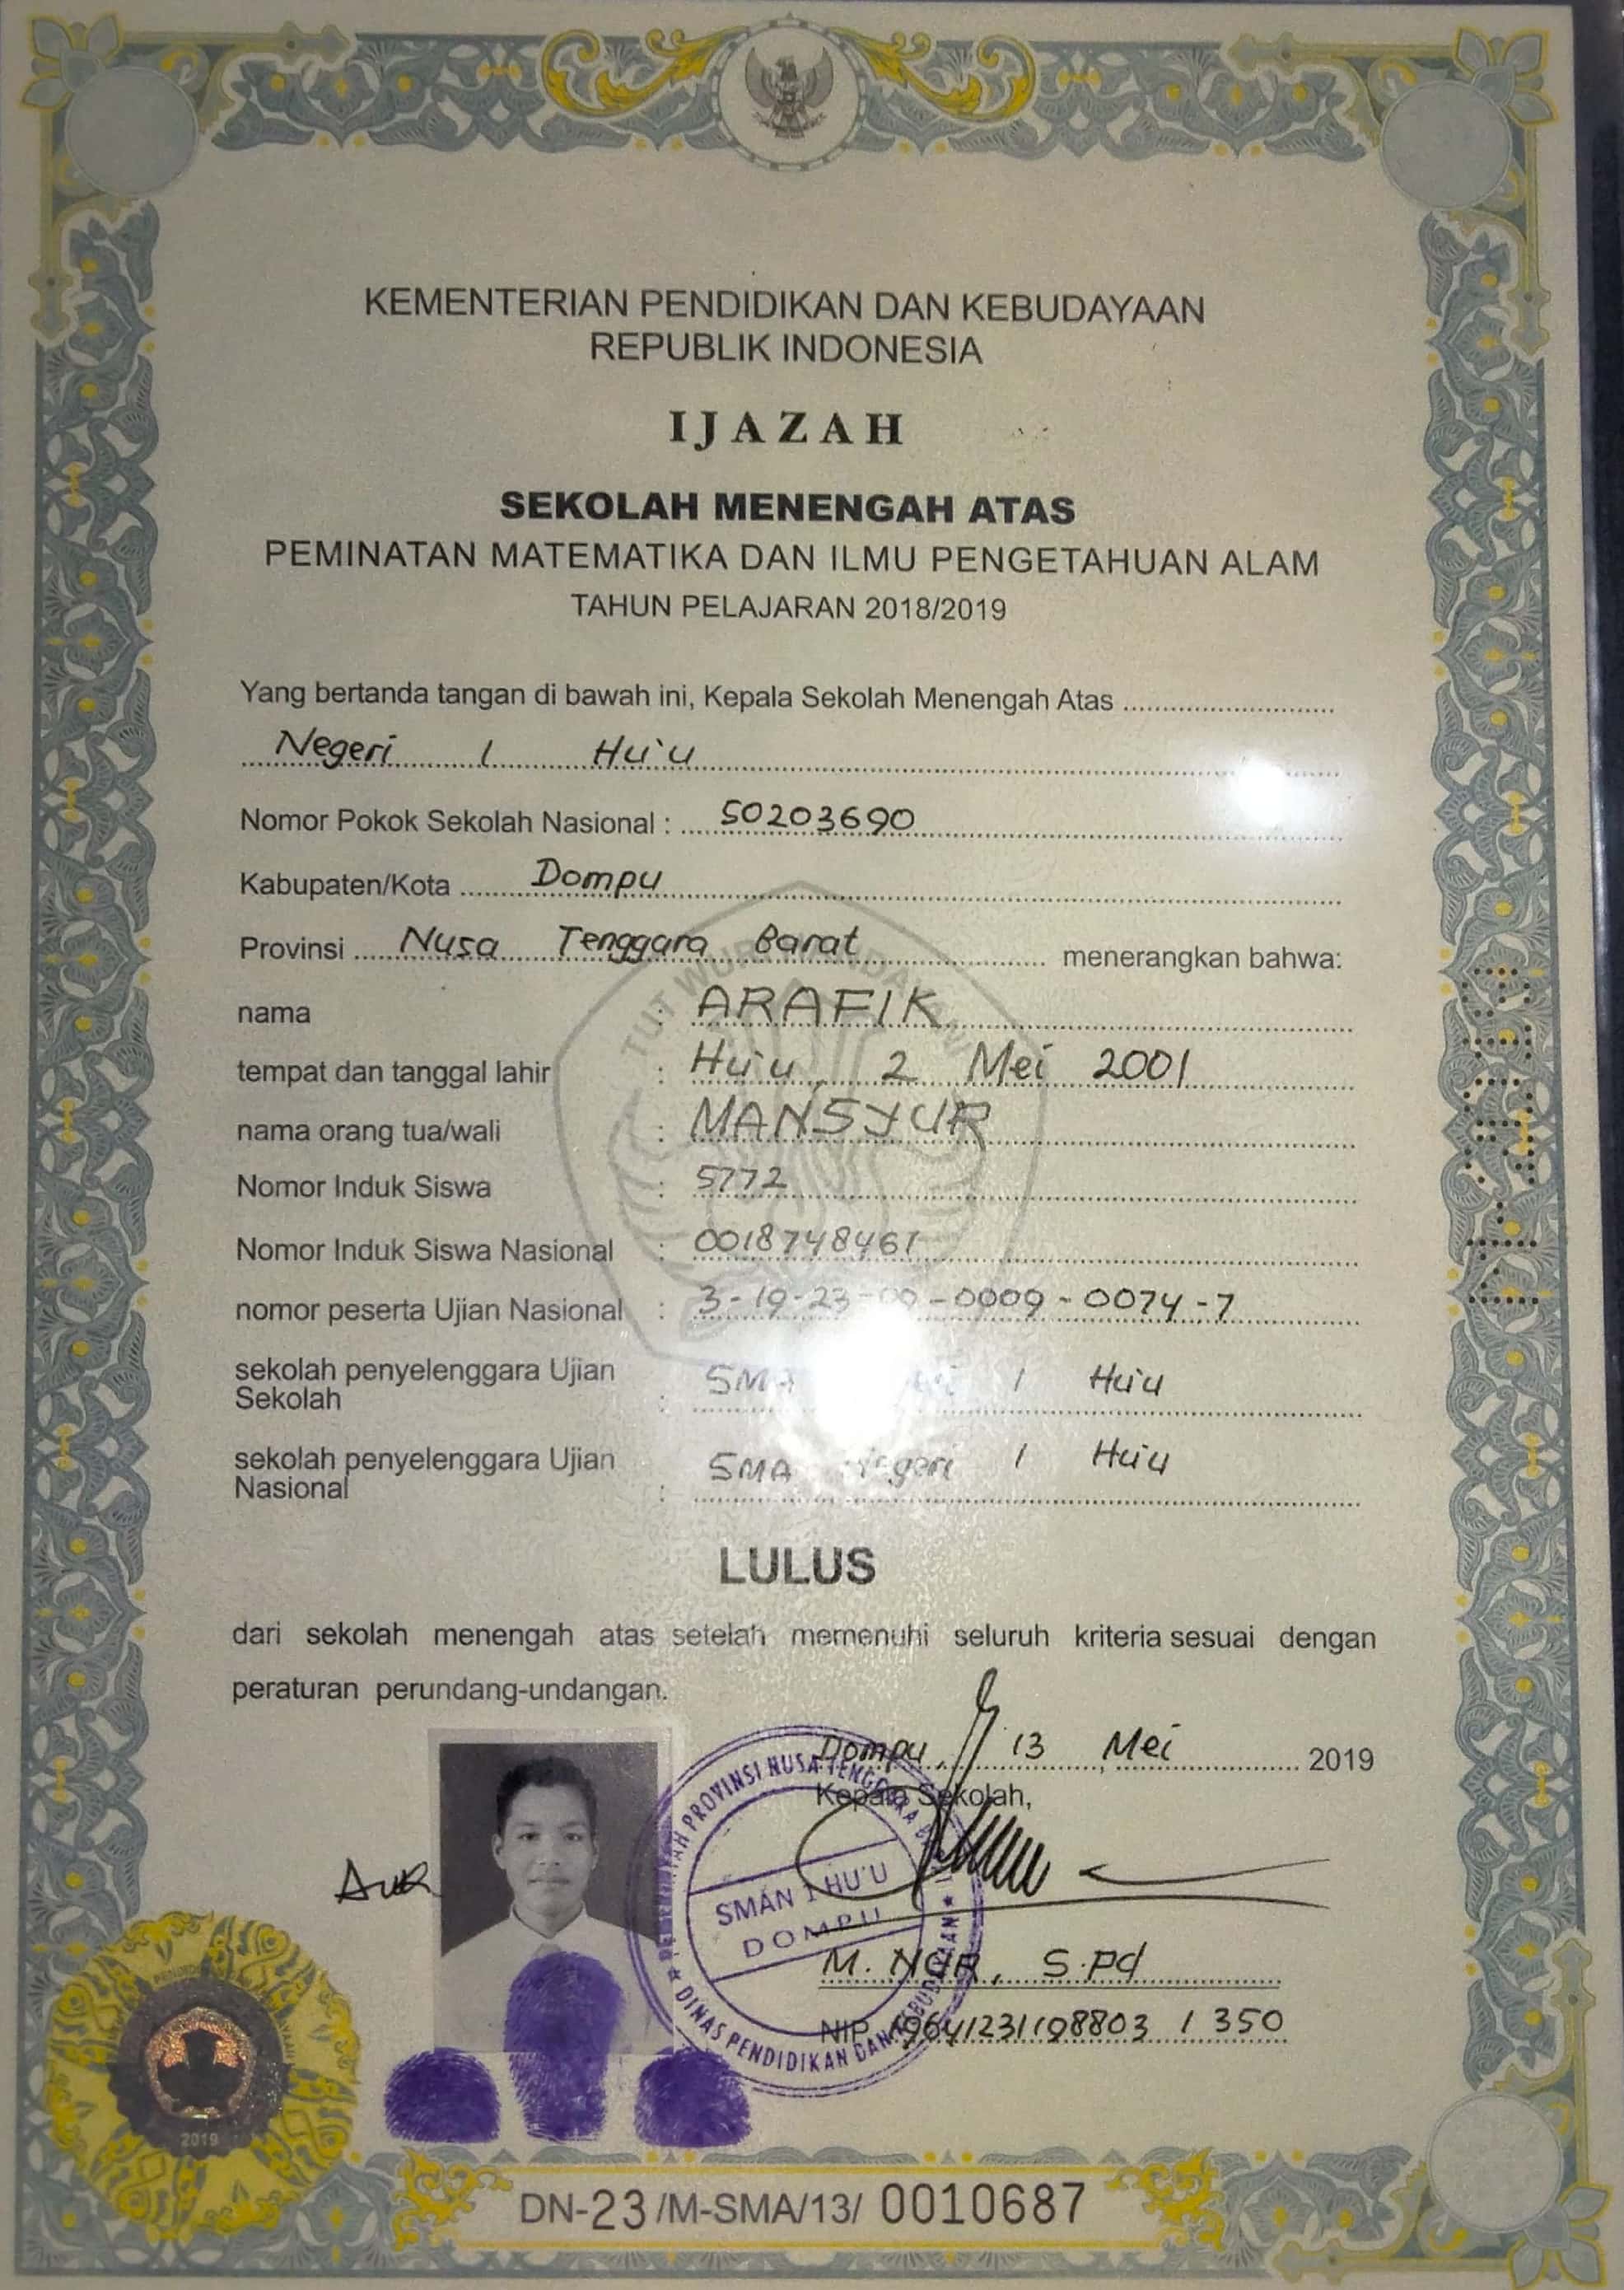 KEMENTERIAN PENDIDIKAN DAN KEBUDAYAAN
REPUBLIK INDONESIA
IJAZAH
SEKOLAH MENENGAH ATAS
PEMINATAN MATEMATIKA DAN ILMU PENGETAHUAN ALAM
TAHUN PELAJARAN 2018/2019
Yang bertanda tangan di bawah ini, Kepala Sekolah Menengah Atas
Negeri 1 Hu'u
Nomor Pokok Sekolah Nasional : 50203690
Kabupaten/Kota Dompu
Provinsi Nusa Tenggara Barat menerangkan bahwa:
nama : ARAFIK
tempat dan tanggal lahir : Hu'u, 2 Mei 2001
nama orang tua/wali : MANSYUR
Nomor Induk Siswa : 5772
Nomor Induk Siswa Nasional : 0018748461
nomor peserta Ujian Nasional : 3-19-23-09-0009-0074-7
sekolah penyelenggara Ujian
Sekolah : SMA 1 Hu'u
sekolah penyelenggara Ujian
Nasional : SMA Negeri 1 Hu'u
LULUS
dari sekolah menengah atas setelah memenuhi seluruh kriteria sesuai dengan
peraturan perundang-undangan.
Dompu, 13 Mei 2019
Kepala Sekolah,
SMAN 1 HU'U
DOMPU
DINAS PENDIDIKAN DAN KEBUDAYAAN
M. NUR, S.Pd
NIP. 196412311988031350
2019
DN-23/M-SMA/13/ 0010687